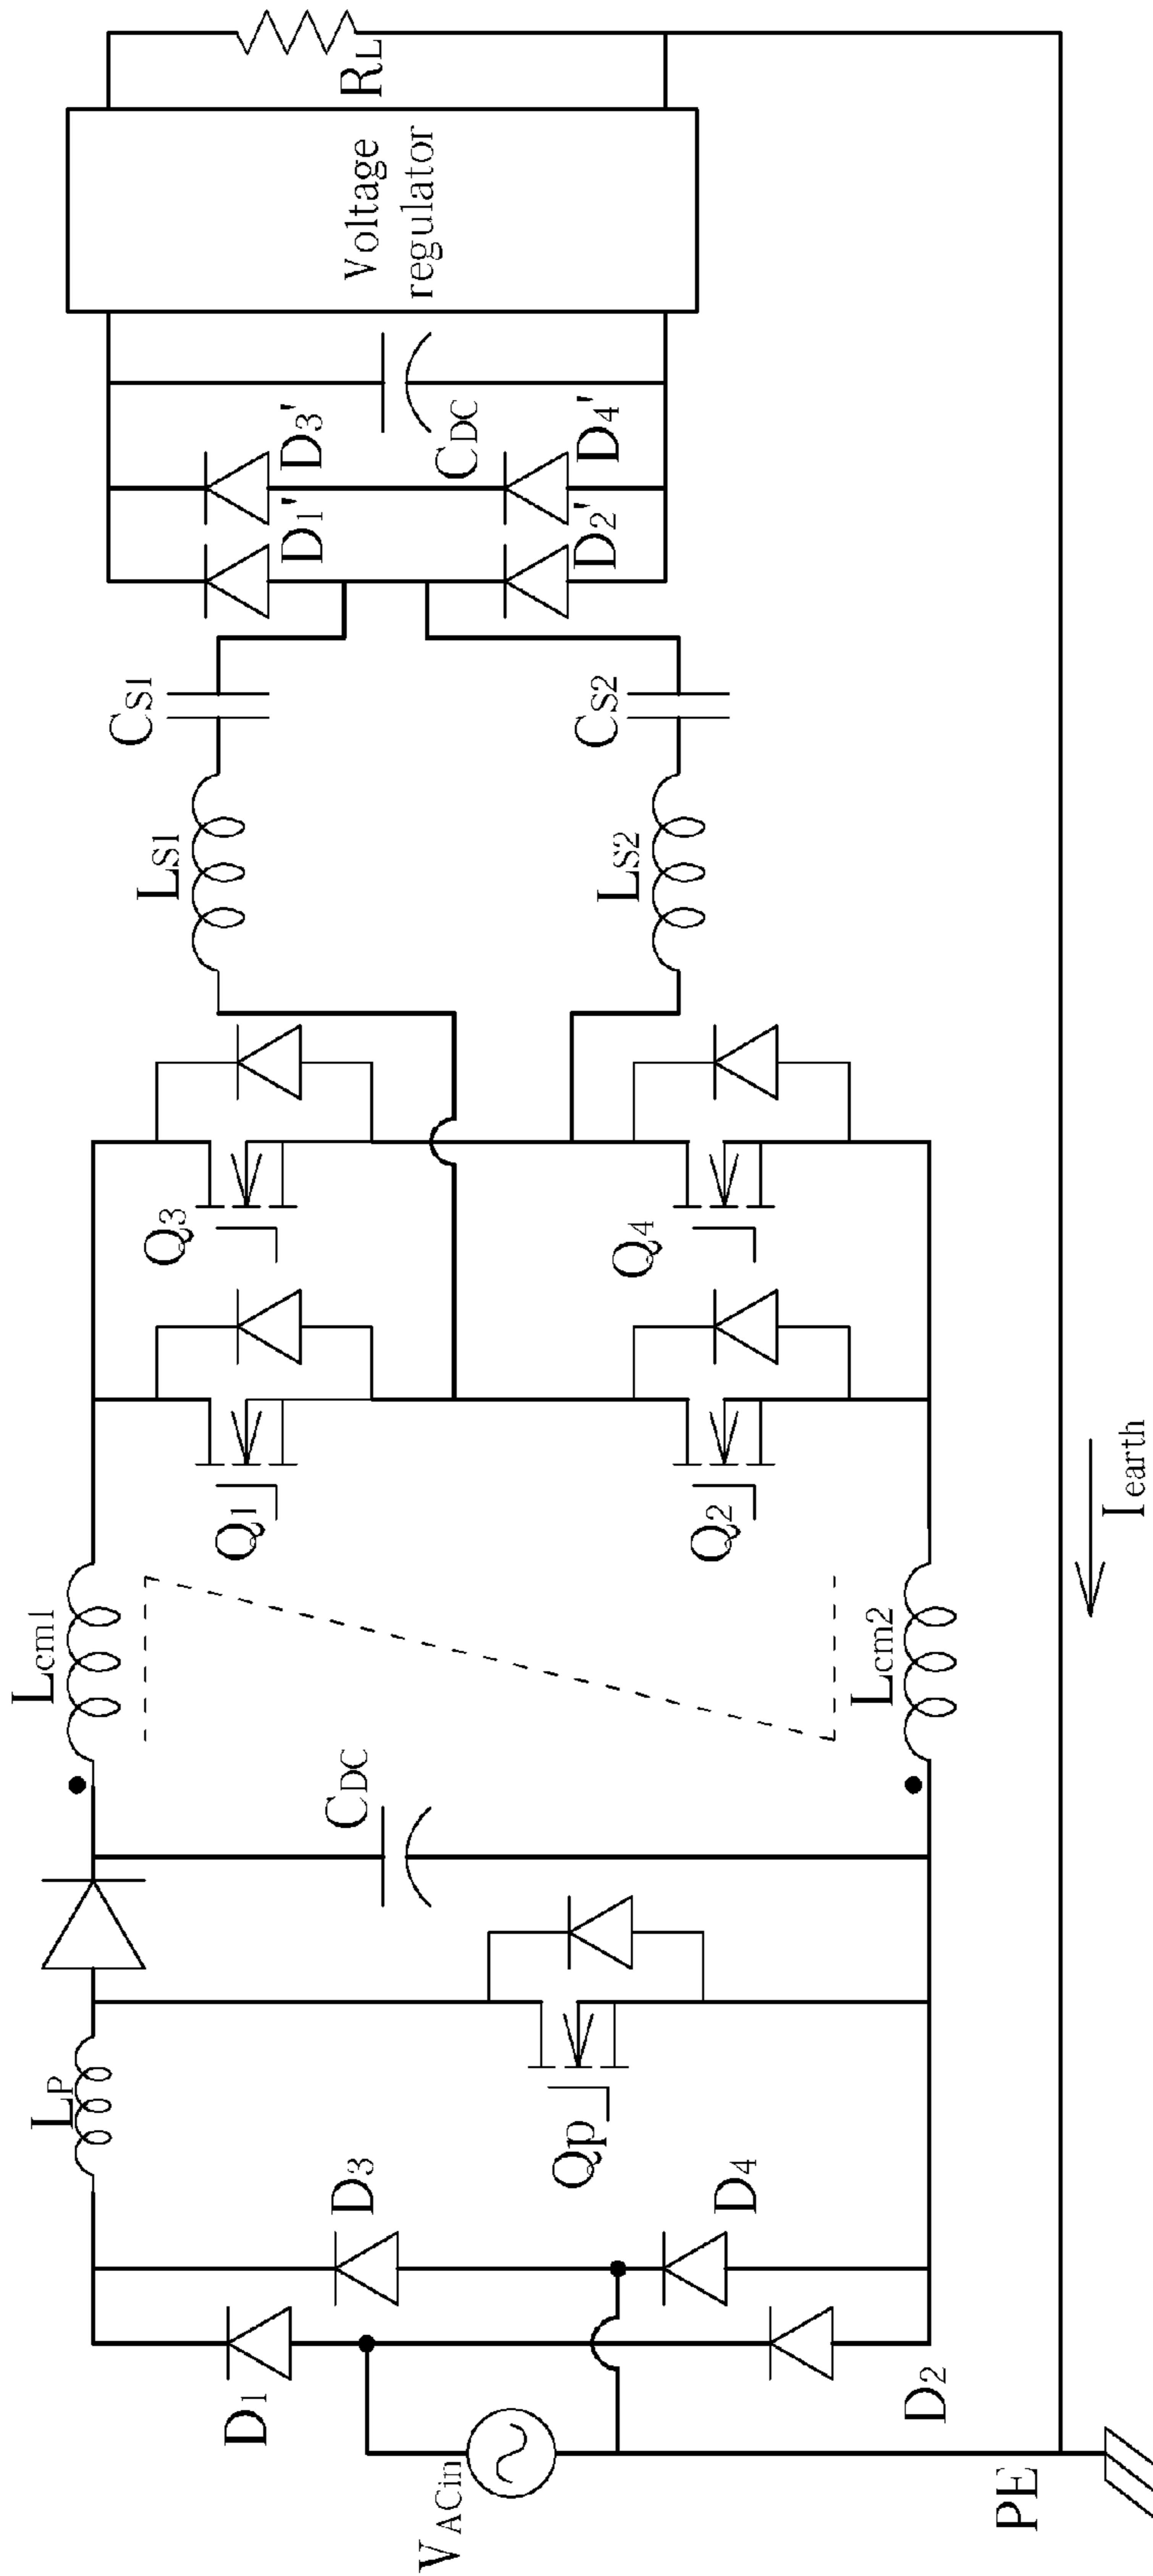 V ACin
PE
D1
D2
D3
D4
LP
Qp
CDC
Lcm1
Lcm2
Q1
Q2
Q3
Q4
Iearth
LS1
CS1
LS2
CS2
D1'
D2'
D3'
D4'
CDC
Voltage
regulator
RL